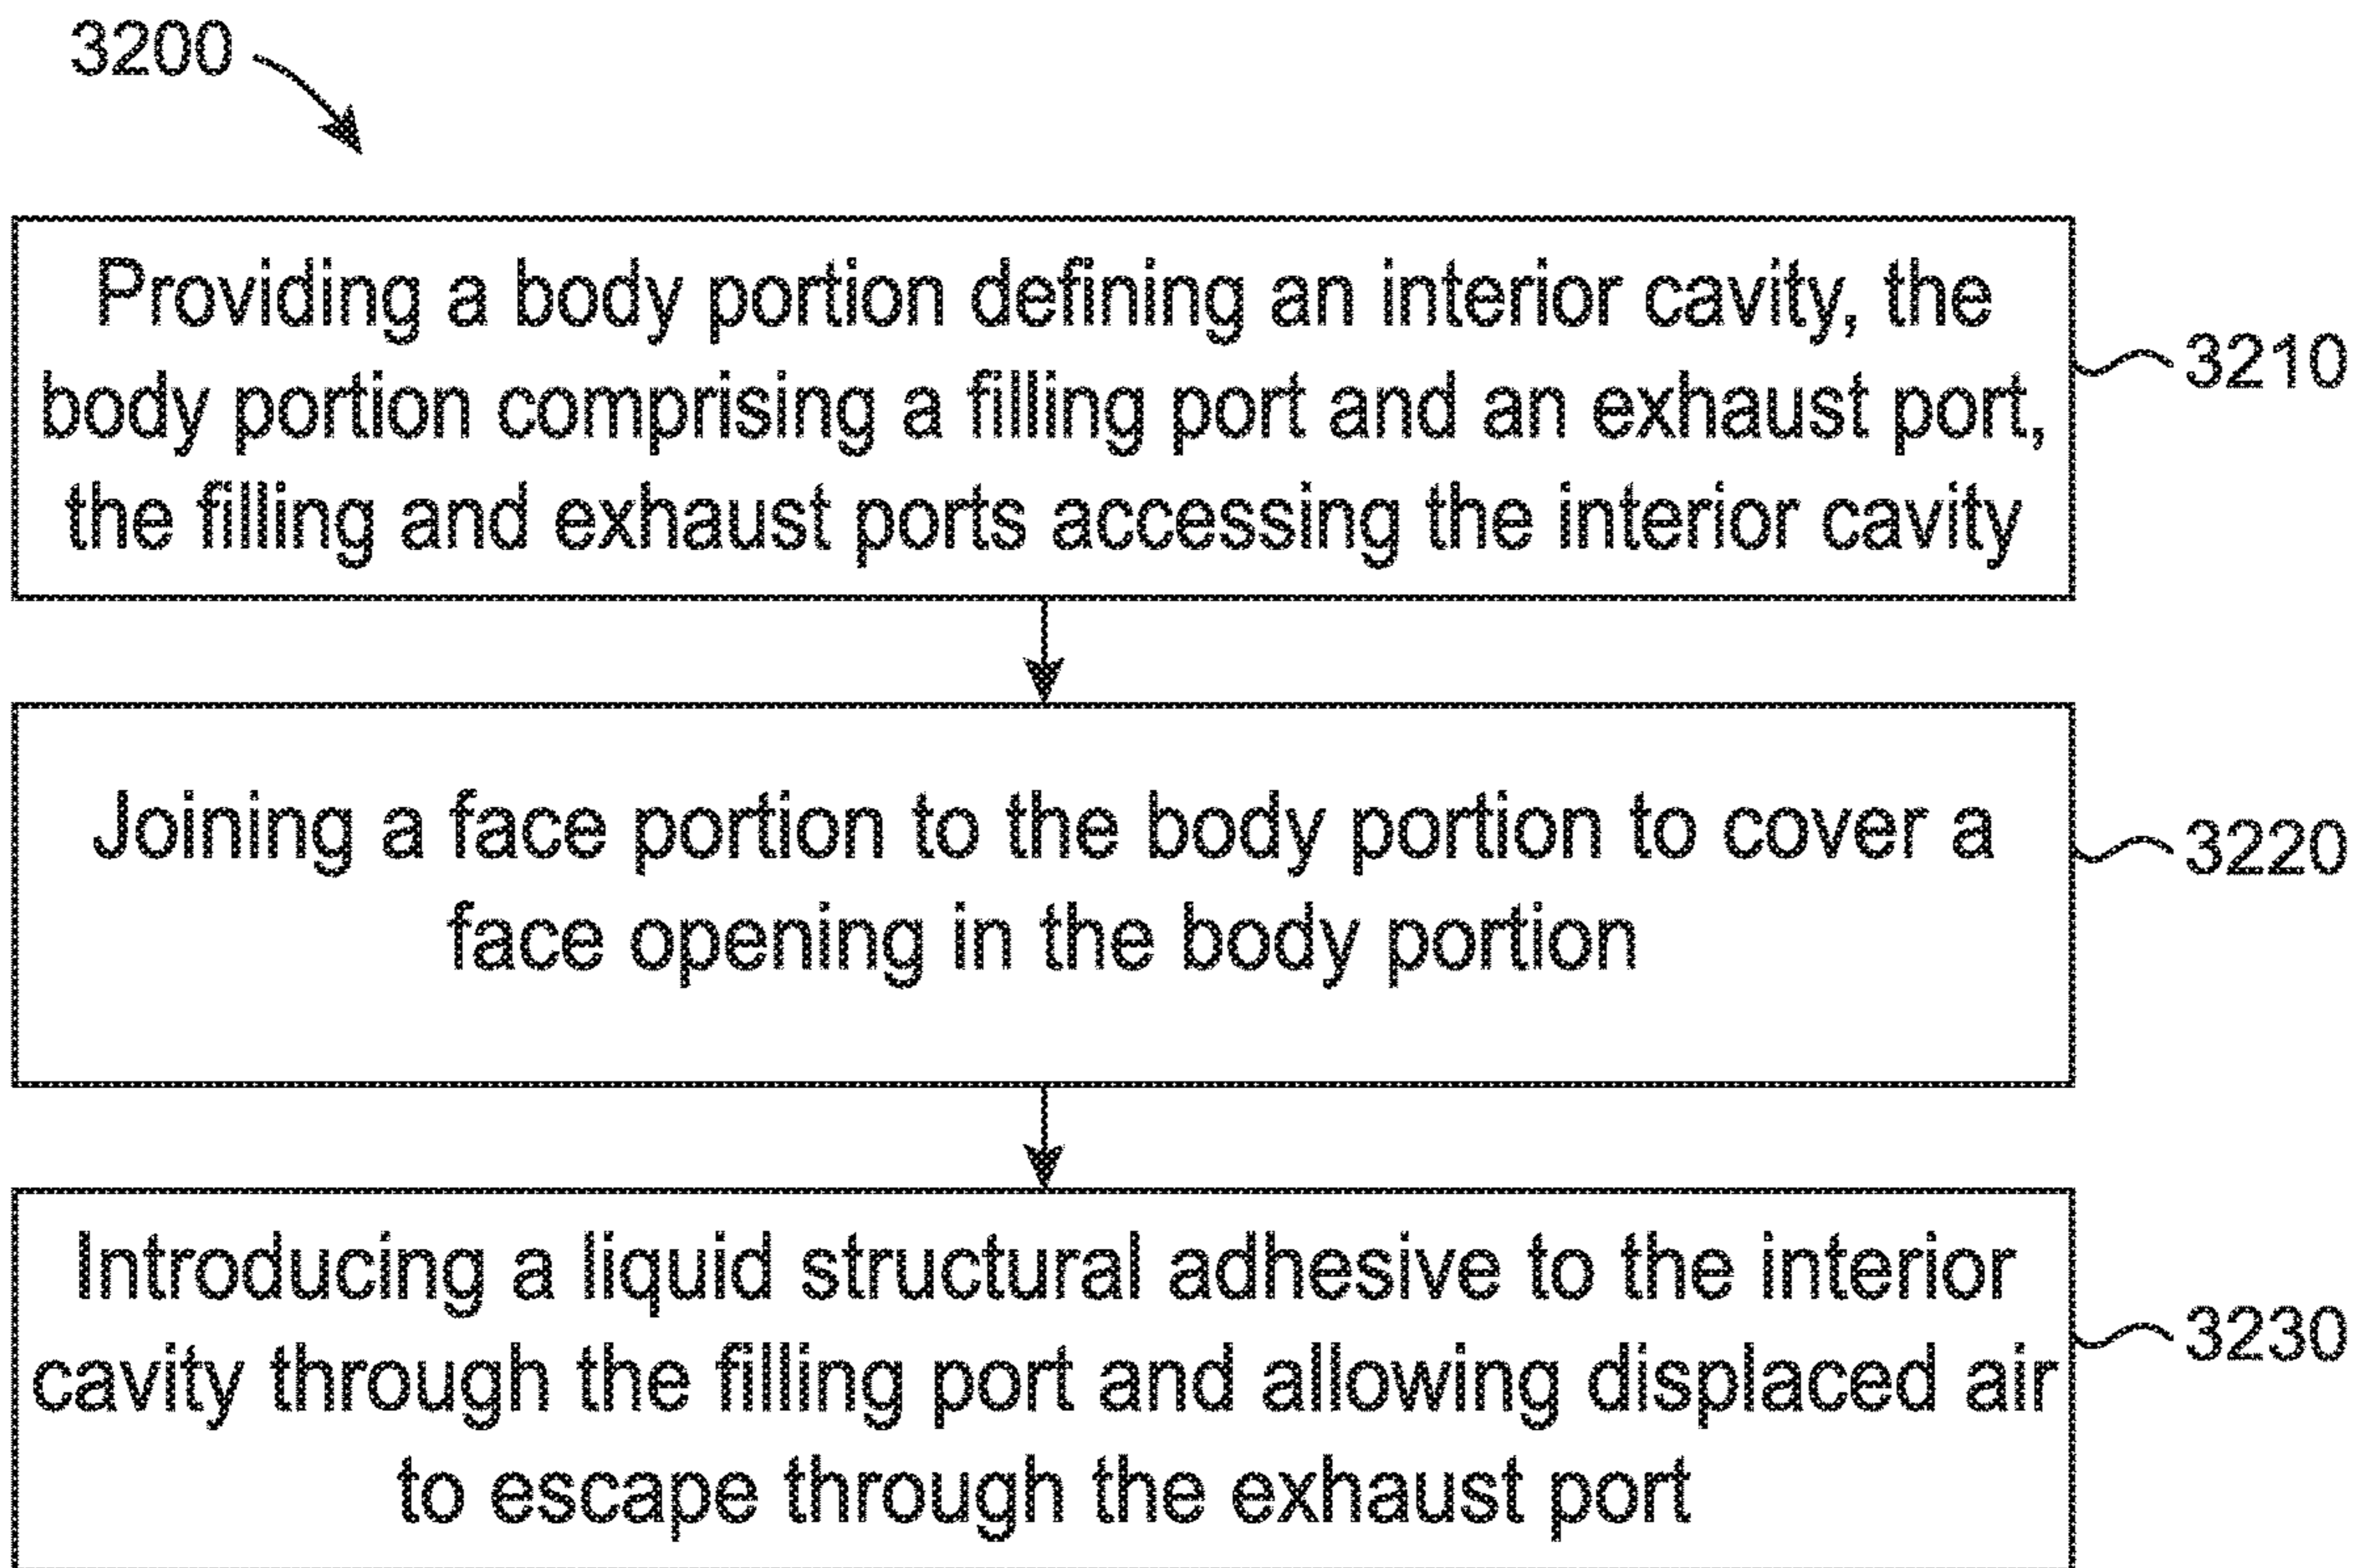 3200
Providing a body portion defining an interior cavity, the
body portion comprising a filling port and an exhaust port,
the filling and exhaust ports accessing the interior cavity
3210
Joining a face portion to the body portion to cover a
face opening in the body portion
3220
Introducing a liquid structural adhesive to the interior
cavity through the filling port and allowing displaced air
to escape through the exhaust port
3230